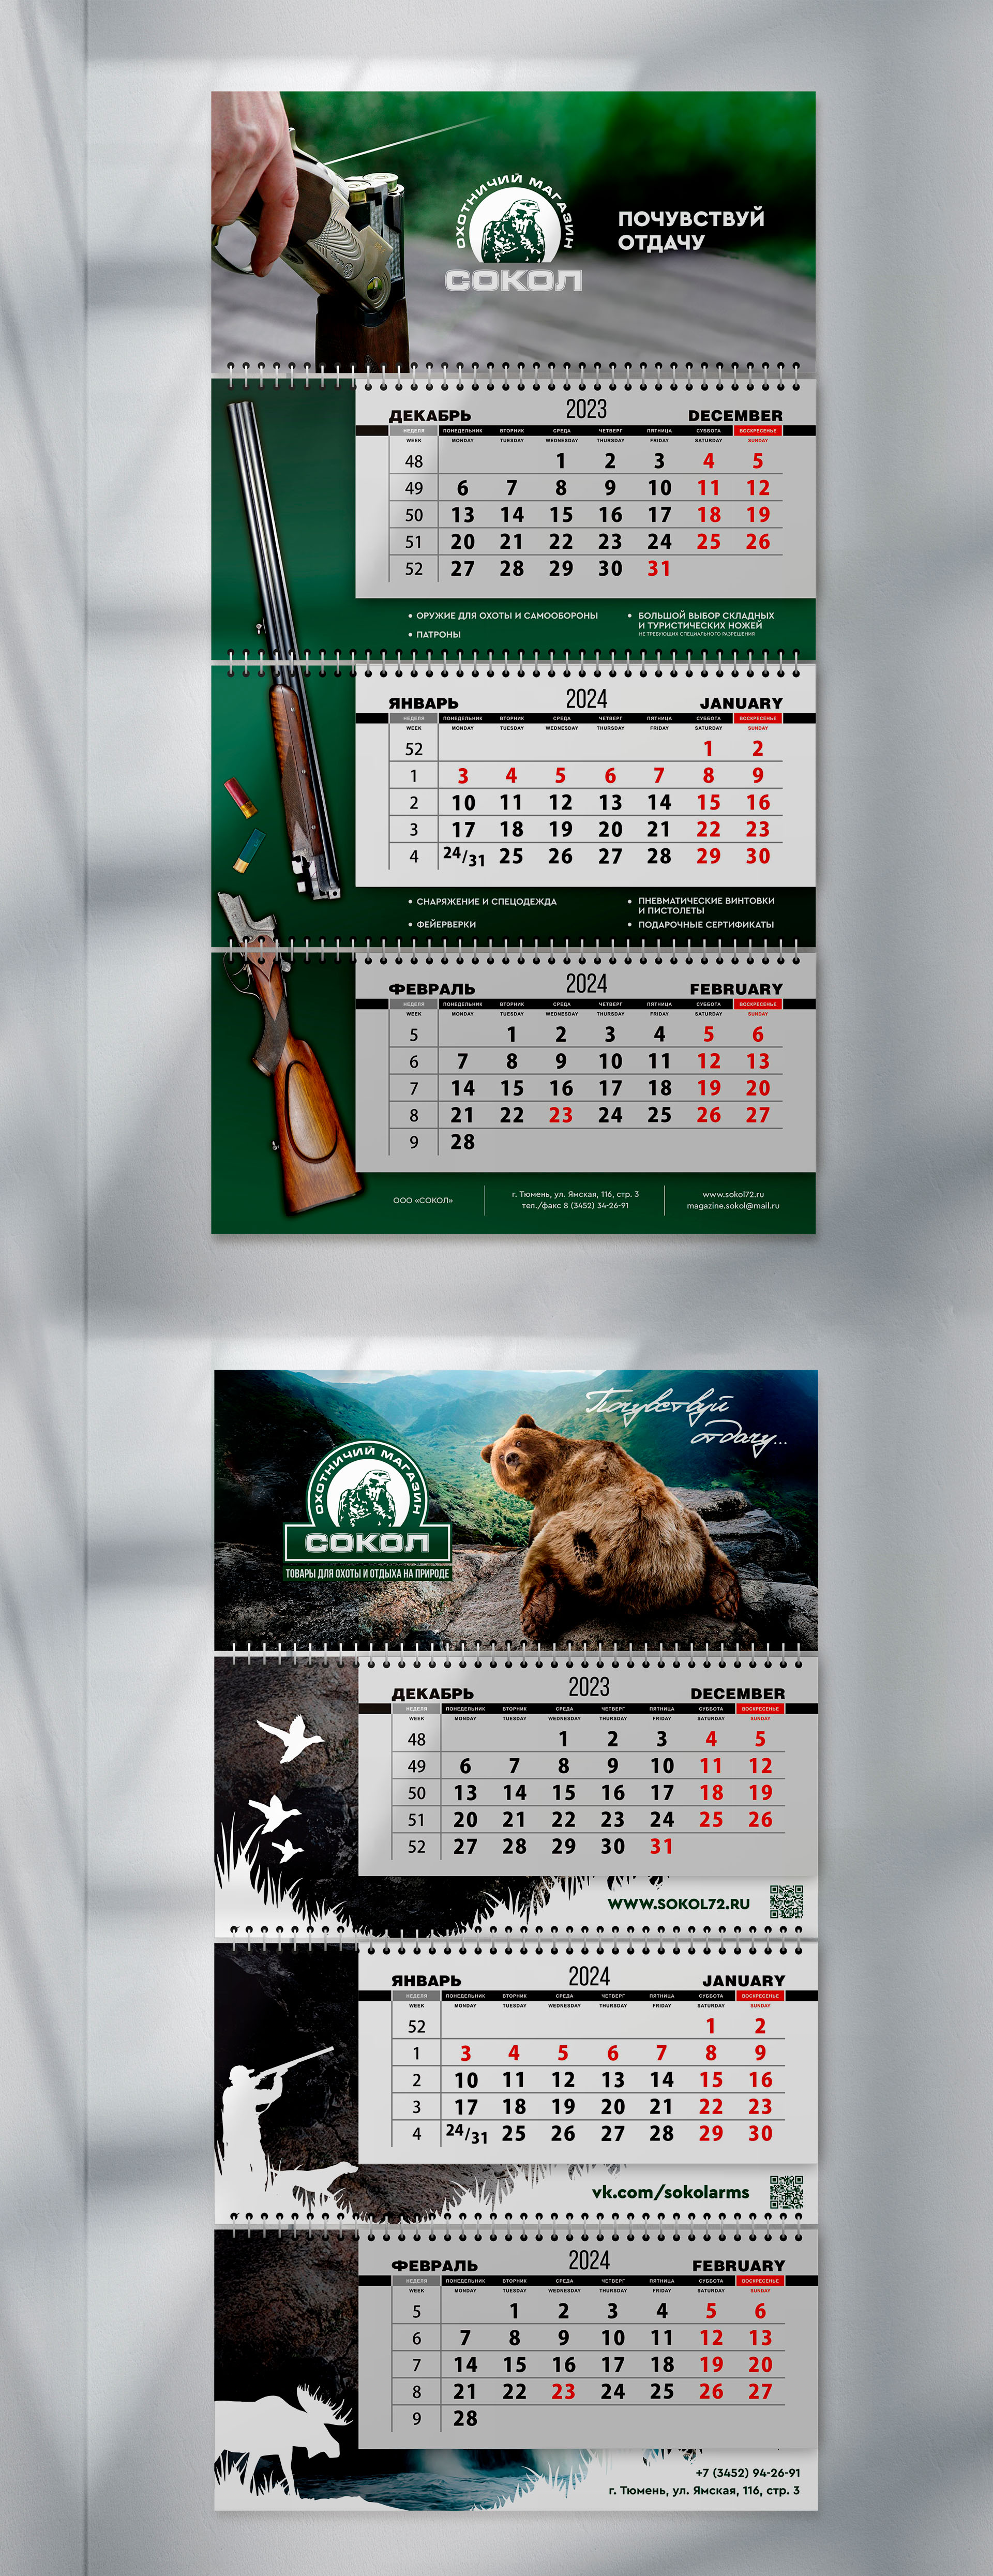 ОХОТНИЧИЙ МАГАЗИН
СОКОЛ
ПОЧУВСТВУЙ
ОТДАЧУ
ДЕКАБРЬ 2023 DECEMBER
НЕДЕЛЯ ПОНЕДЕЛЬНИК ВТОРНИК СРЕДА ЧЕТВЕРГ ПЯТНИЦА СУББОТА ВОСКРЕСЕНЬЕ
WEEK MONDAY TUESDAY WEDNESDAY THURSDAY FRIDAY SATURDAY SUNDAY
48 1 2 3 4 5
49 6 7 8 9 10 11 12
50 13 14 15 16 17 18 19
51 20 21 22 23 24 25 26
52 27 28 29 30 31
• ОРУЖИЕ ДЛЯ ОХОТЫ И САМООБОРОНЫ
• ПАТРОНЫ
• БОЛЬШОЙ ВЫБОР СКЛАДНЫХ
И ТУРИСТИЧЕСКИХ НОЖЕЙ
НЕ ТРЕБУЮЩИХ СПЕЦИАЛЬНОГО РАЗРЕШЕНИЯ
ЯНВАРЬ 2024 JANUARY
НЕДЕЛЯ ПОНЕДЕЛЬНИК ВТОРНИК СРЕДА ЧЕТВЕРГ ПЯТНИЦА СУББОТА ВОСКРЕСЕНЬЕ
WEEK MONDAY TUESDAY WEDNESDAY THURSDAY FRIDAY SATURDAY SUNDAY
52 1 2
1 3 4 5 6 7 8 9
2 10 11 12 13 14 15 16
3 17 18 19 20 21 22 23
4 24/31 25 26 27 28 29 30
• СНАРЯЖЕНИЕ И СПЕЦОДЕЖДА
• ФЕЙЕРВЕРКИ
• ПНЕВМАТИЧЕСКИЕ ВИНТОВКИ
И ПИСТОЛЕТЫ
• ПОДАРОЧНЫЕ СЕРТИФИКАТЫ
ФЕВРАЛЬ 2024 FEBRUARY
НЕДЕЛЯ ПОНЕДЕЛЬНИК ВТОРНИК СРЕДА ЧЕТВЕРГ ПЯТНИЦА СУББОТА ВОСКРЕСЕНЬЕ
WEEK MONDAY TUESDAY WEDNESDAY THURSDAY FRIDAY SATURDAY SUNDAY
5 1 2 3 4 5 6
6 7 8 9 10 11 12 13
7 14 15 16 17 18 19 20
8 21 22 23 24 25 26 27
9 28
ООО «СОКОЛ»
г. Тюмень, ул. Ямская, 116, стр. 3
тел./факс 8 (3452) 34-26-91
www.sokol72.ru
magazine.sokol@mail.ru
Почувствуй
отдачу...
ОХОТНИЧИЙ МАГАЗИН
СОКОЛ
ТОВАРЫ ДЛЯ ОХОТЫ И ОТДЫХА НА ПРИРОДЕ
ДЕКАБРЬ 2023 DECEMBER
НЕДЕЛЯ ПОНЕДЕЛЬНИК ВТОРНИК СРЕДА ЧЕТВЕРГ ПЯТНИЦА СУББОТА ВОСКРЕСЕНЬЕ
WEEK MONDAY TUESDAY WEDNESDAY THURSDAY FRIDAY SATURDAY SUNDAY
48 1 2 3 4 5
49 6 7 8 9 10 11 12
50 13 14 15 16 17 18 19
51 20 21 22 23 24 25 26
52 27 28 29 30 31
WWW.SOKOL72.RU
ЯНВАРЬ 2024 JANUARY
НЕДЕЛЯ ПОНЕДЕЛЬНИК ВТОРНИК СРЕДА ЧЕТВЕРГ ПЯТНИЦА СУББОТА ВОСКРЕСЕНЬЕ
WEEK MONDAY TUESDAY WEDNESDAY THURSDAY FRIDAY SATURDAY SUNDAY
52 1 2
1 3 4 5 6 7 8 9
2 10 11 12 13 14 15 16
3 17 18 19 20 21 22 23
4 24/31 25 26 27 28 29 30
vk.com/sokolarms
ФЕВРАЛЬ 2024 FEBRUARY
НЕДЕЛЯ ПОНЕДЕЛЬНИК ВТОРНИК СРЕДА ЧЕТВЕРГ ПЯТНИЦА СУББОТА ВОСКРЕСЕНЬЕ
WEEK MONDAY TUESDAY WEDNESDAY THURSDAY FRIDAY SATURDAY SUNDAY
5 1 2 3 4 5 6
6 7 8 9 10 11 12 13
7 14 15 16 17 18 19 20
8 21 22 23 24 25 26 27
9 28
+7 (3452) 94-26-91
г. Тюмень, ул. Ямская, 116, стр. 3